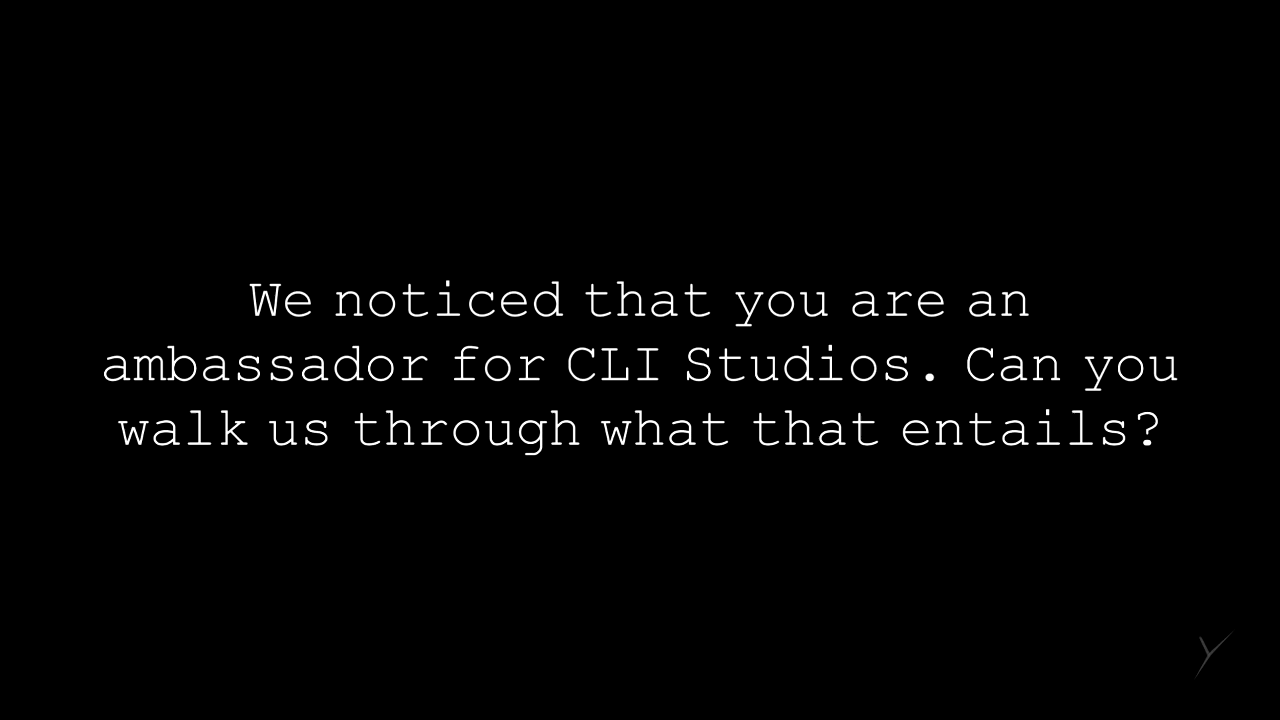 We noticed that you are an
ambassador for CLI Studios. Can you
walk us through what that entails?